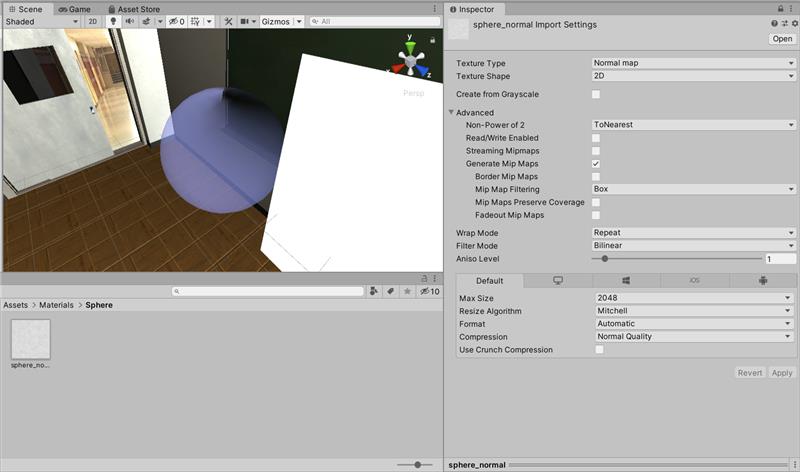 Scene Game Asset Store
Shaded 2D 0 Gizmos All
y
x z
Persp
10
Assets > Materials > Sphere
sphere_no...
Inspector
sphere_normal Import Settings
Open
Texture Type Normal map
Texture Shape 2D
Create from Grayscale
Advanced
Non-Power of 2 ToNearest
Read/Write Enabled
Streaming Mipmaps
Generate Mip Maps
Border Mip Maps
Mip Map Filtering Box
Mip Maps Preserve Coverage
Fadeout Mip Maps
Wrap Mode Repeat
Filter Mode Bilinear
Aniso Level 1
Default iOS
Max Size 2048
Resize Algorithm Mitchell
Format Automatic
Compression Normal Quality
Use Crunch Compression
Revert Apply
sphere_normal